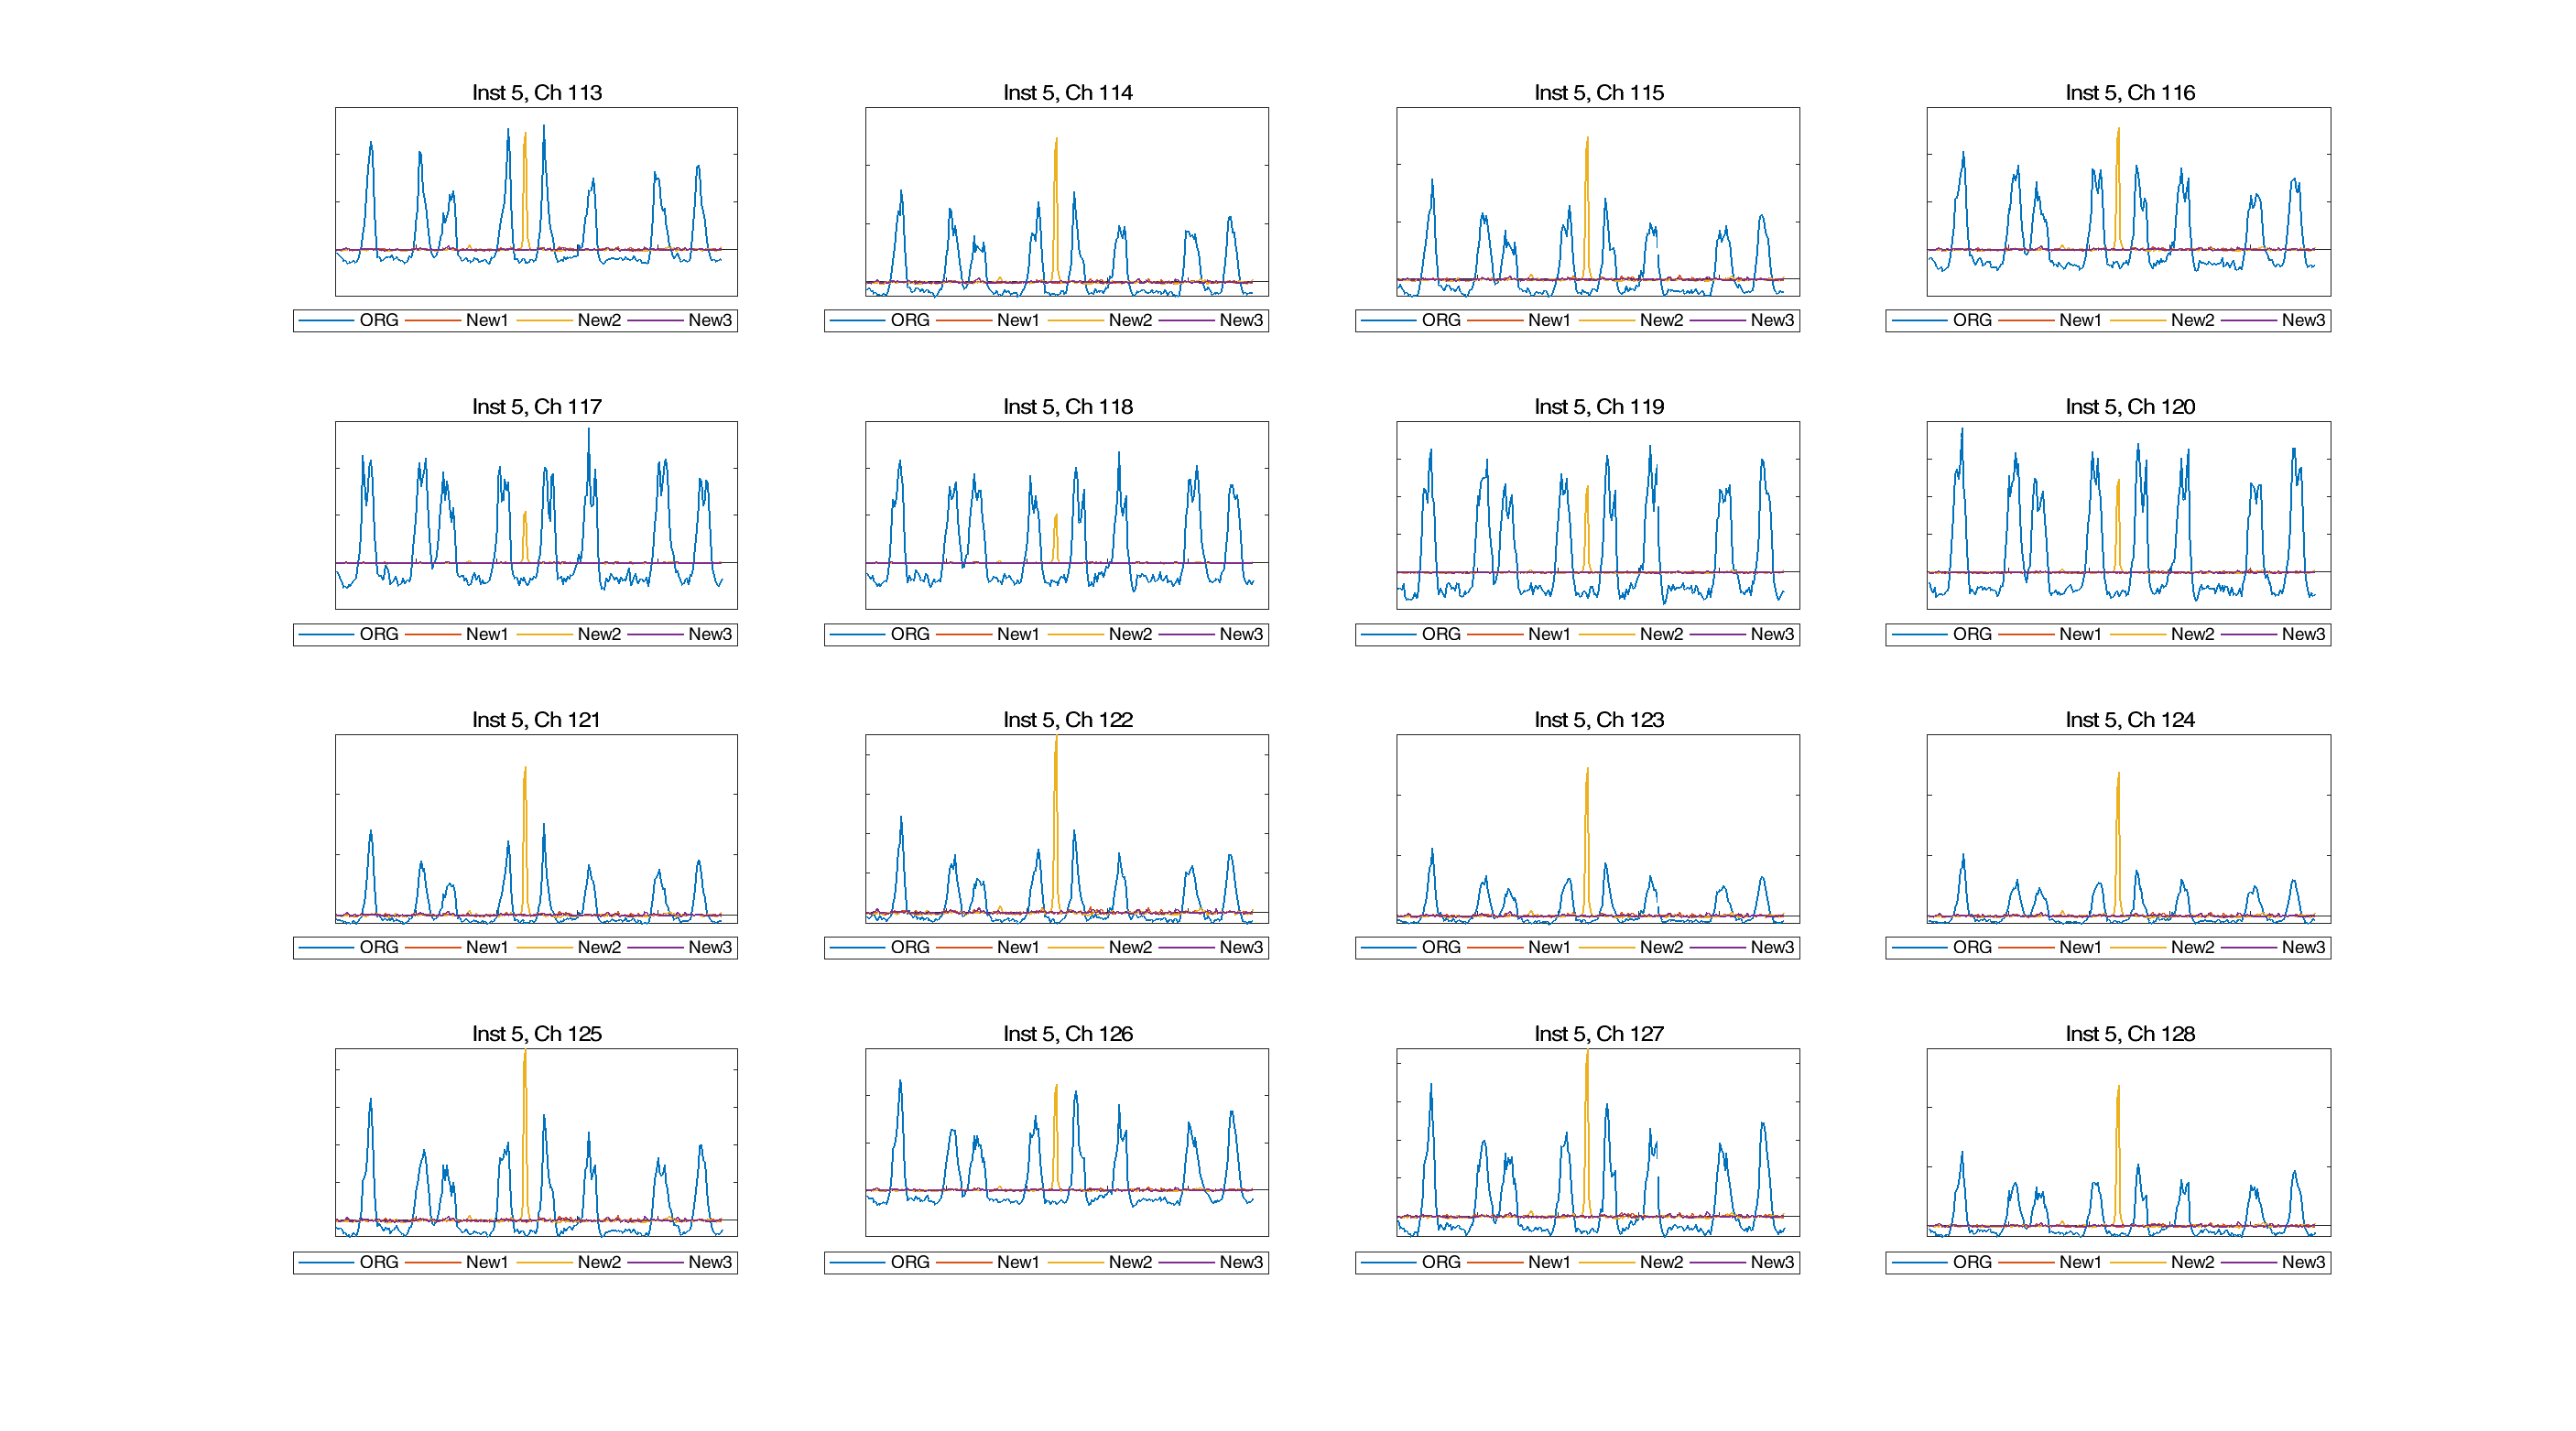 Inst 5, Ch 113
Inst 5, Ch 114
Inst 5, Ch 115
Inst 5, Ch 116
ORG New1 New2 New3
ORG New1 New2 New3
ORG New1 New2 New3
ORG New1 New2 New3
Inst 5, Ch 117
Inst 5, Ch 118
Inst 5, Ch 119
Inst 5, Ch 120
ORG New1 New2 New3
ORG New1 New2 New3
ORG New1 New2 New3
ORG New1 New2 New3
Inst 5, Ch 121
Inst 5, Ch 122
Inst 5, Ch 123
Inst 5, Ch 124
ORG New1 New2 New3
ORG New1 New2 New3
ORG New1 New2 New3
ORG New1 New2 New3
Inst 5, Ch 125
Inst 5, Ch 126
Inst 5, Ch 127
Inst 5, Ch 128
ORG New1 New2 New3
ORG New1 New2 New3
ORG New1 New2 New3
ORG New1 New2 New3